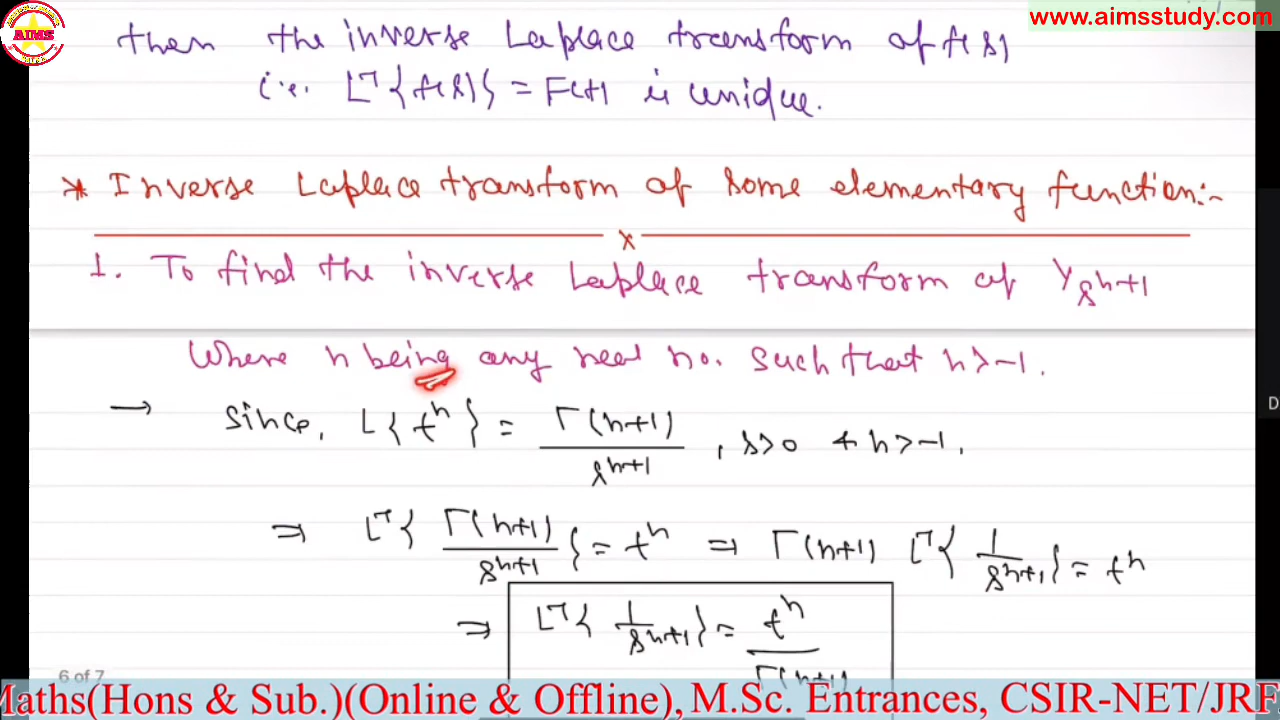 AIMS
www.aimsstudy.com
then the inverse Laplace transform of f(s)
i.e. L⁻¹{f(s)} = F(t) is unique.
* Inverse Laplace transform of some elementary function:-
x
1. To find the inverse Laplace transform of 1/sⁿ⁺¹
Where n being any real no. such that n>-1.
→ Since, L{tⁿ} = Γ(n+1)/sⁿ⁺¹, s>0 & n>-1.
⇒ L⁻¹{Γ(n+1)/sⁿ⁺¹} = tⁿ ⇒ Γ(n+1) L⁻¹{1/sⁿ⁺¹} = tⁿ
⇒ L⁻¹{1/sⁿ⁺¹} = tⁿ/Γ(n+1)
6 of 7
D
Maths(Hons & Sub.)(Online & Offline), M.Sc. Entrances, CSIR-NET/JRF